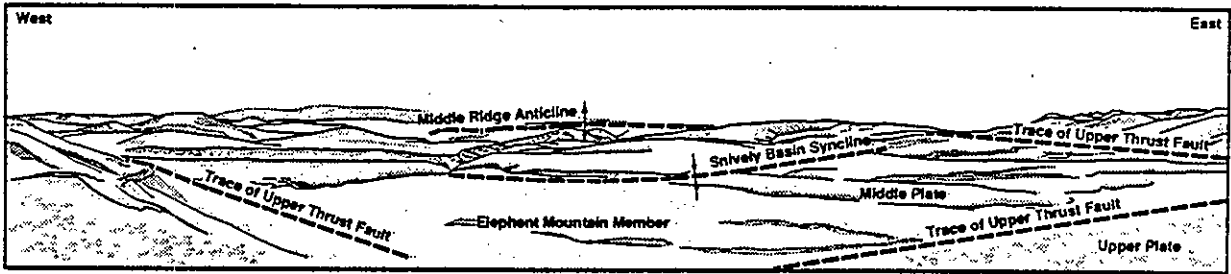 West
East
Middle Ridge Anticline
Trace of Upper Thrust Fault
Snively Basin Syncline
Trace of Upper Thrust Fault
Middle Plate
Elephant Mountain Member
Trace of Upper Thrust Fault
Upper Plate